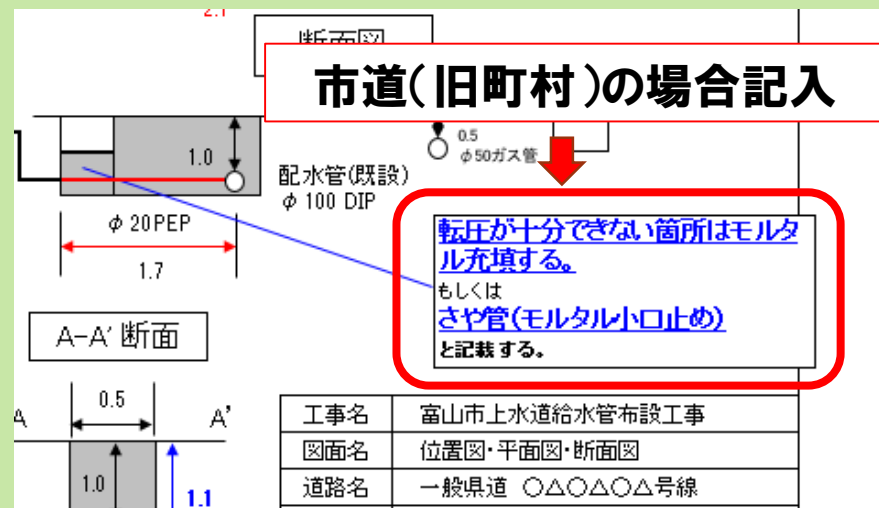 2.1
断面図
市道(旧町村)の場合記入
1.0
0.5
φ50ガス管
配水管(既設)
φ100 DIP
φ20PEP
1.7
転圧が十分できない箇所はモルタ
ル充填する。
もしくは
さや管(モルタル小口止め)
と記載する。
A-A'断面
A
0.5
A'
1.0
1.1
工事名 富山市上水道給水管布設工事
図面名 位置図・平面図・断面図
道路名 一般県道 〇△〇△〇△号線